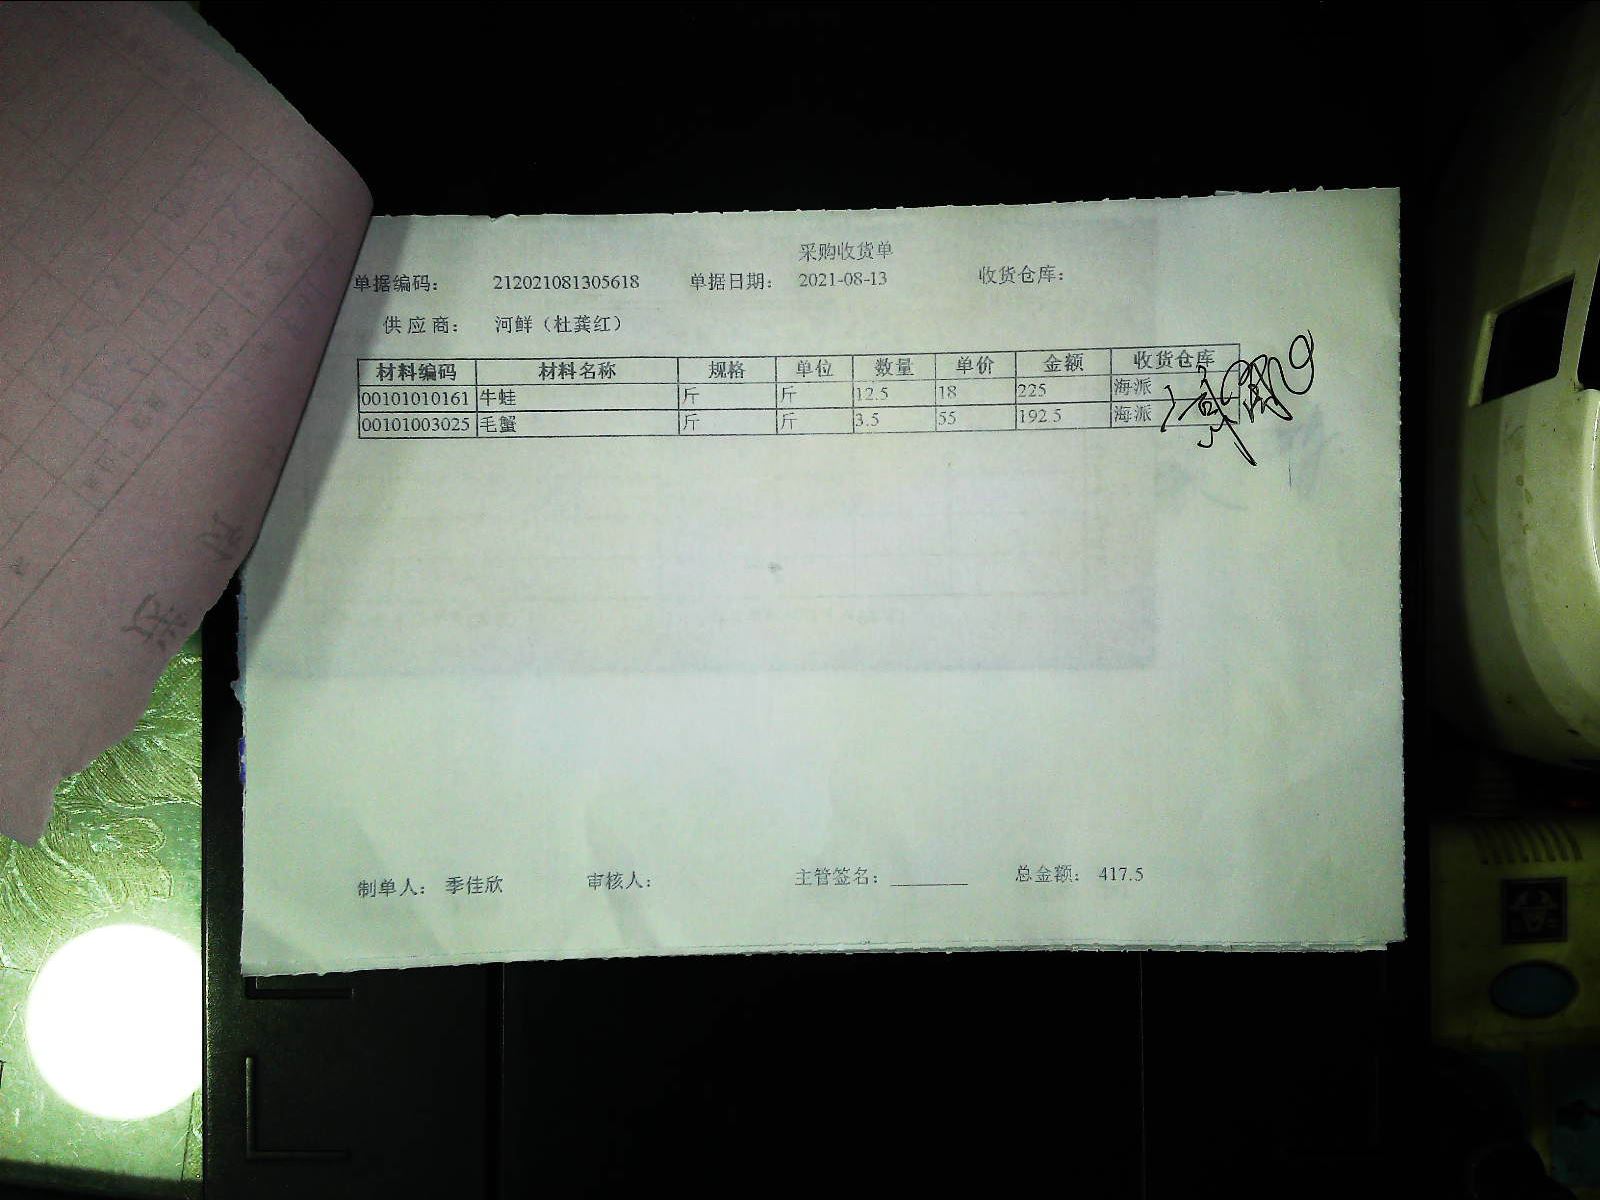 采购收货单
单据编码： 212021081305618 单据日期： 2021-08-13 收货仓库：
供应商： 河鲜（杜龚红）
材料编码 材料名称 规格 单位 数量 单价 金额 收货仓库
00101010161 牛蛙 斤 斤 12.5 18 225 海派
00101003025 毛蟹 斤 斤 3.5 55 192.5 海派
制单人： 季佳欣 审核人： 主管签名：________ 总金额： 417.5